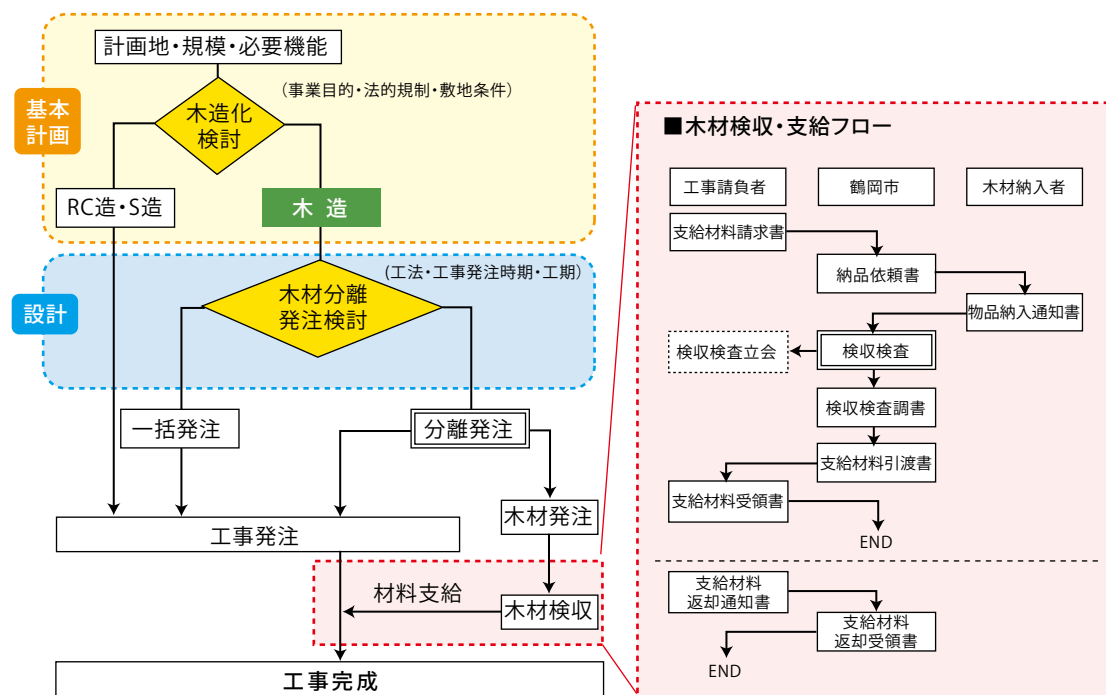 計画地・規模・必要機能
(事業目的・法的規制・敷地条件)
基本
計画
木造化
検討
RC造・S造
木 造
(工法・工事発注時期・工期)
設計
木材分離
発注検討
一括発注
分離発注
木材発注
工事発注
材料支給
木材検収
工事完成
■木材検収・支給フロー
工事請負者
鶴岡市
木材納入者
支給材料請求書
納品依頼書
物品納入通知書
検収検査立会
検収検査
検収検査調書
支給材料引渡書
支給材料受領書
END
支給材料
返却通知書
支給材料
返却受領書
END